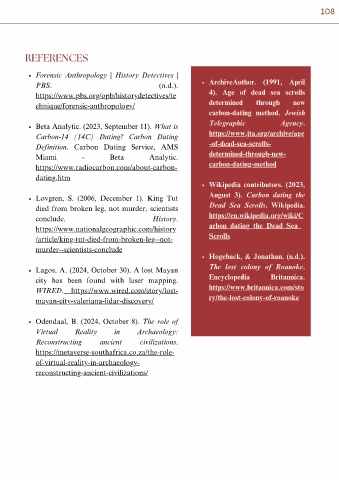 108
REFERENCES
• Forensic Anthropology | History Detectives |
PBS. (n.d.).
https://www.pbs.org/opb/historydetectives/te
chnique/forensic-anthropology/
• Beta Analytic. (2023, September 11). What is
Carbon-14 (14C) Dating? Carbon Dating
Definition. Carbon Dating Service, AMS
Miami - Beta Analytic.
https://www.radiocarbon.com/about-carbon-
dating.htm
• Lovgren, S. (2006, December 1). King Tut
died from broken leg, not murder, scientists
conclude. History.
https://www.nationalgeographic.com/history
/article/king-tut-died-from-broken-leg--not-
murder--scientists-conclude
• Lagos, A. (2024, October 30). A lost Mayan
city has been found with laser mapping.
WIRED. https://www.wired.com/story/lost-
mayan-city-valeriana-lidar-discovery/
• Odendaal, B. (2024, October 8). The role of
Virtual Reality in Archaeology:
Reconstructing ancient civilizations.
https://metaverse-southafrica.co.za/the-role-
of-virtual-reality-in-archaeology-
reconstructing-ancient-civilizations/
• ArchiveAuthor. (1991, April
4). Age of dead sea scrolls
determined through new
carbon-dating method. Jewish
Telegraphic Agency.
https://www.jta.org/archive/age
-of-dead-sea-scrolls-
determined-through-new-
carbon-dating-method
• Wikipedia contributors. (2023,
August 3). Carbon dating the
Dead Sea Scrolls. Wikipedia.
https://en.wikipedia.org/wiki/C
arbon_dating_the_Dead_Sea_
Scrolls
• Hogeback, & Jonathan. (n.d.).
The lost colony of Roanoke.
Encyclopedia Britannica.
https://www.britannica.com/sto
ry/the-lost-colony-of-roanoke